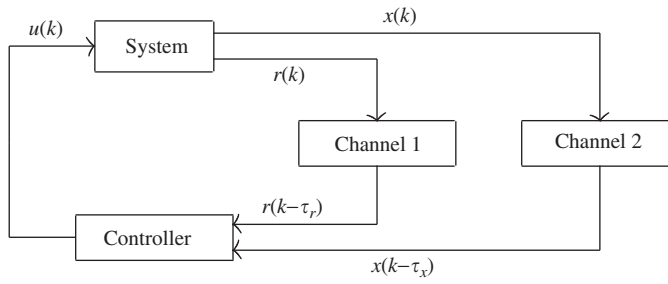 u(k)
System
x(k)
r(k)
Channel 1
Channel 2
r(k−τr)
Controller
x(k−τx)